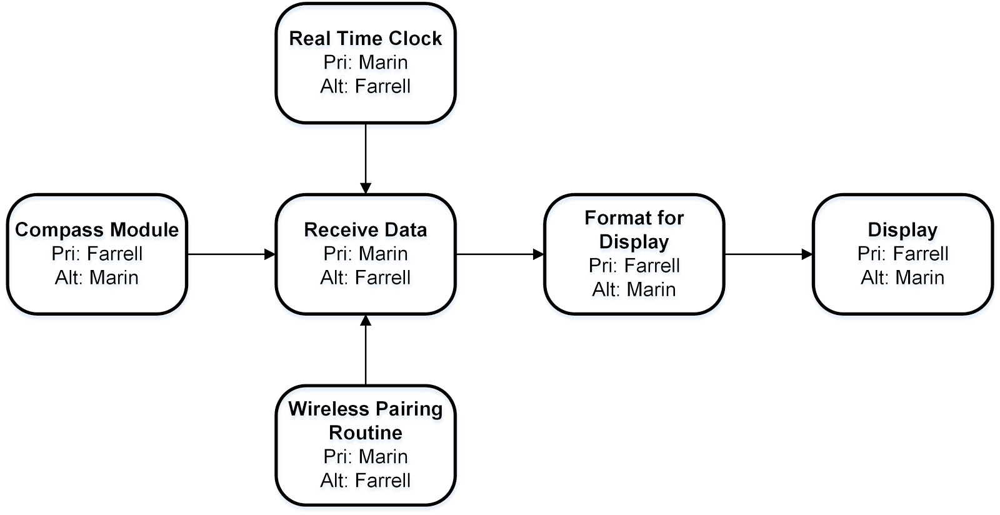 Real Time Clock
Pri: Marin
Alt: Farrell
Compass Module
Pri: Farrell
Alt: Marin
Receive Data
Pri: Marin
Alt: Farrell
Format for
Display
Pri: Farrell
Alt: Marin
Display
Pri: Farrell
Alt: Marin
Wireless Pairing
Routine
Pri: Marin
Alt: Farrell